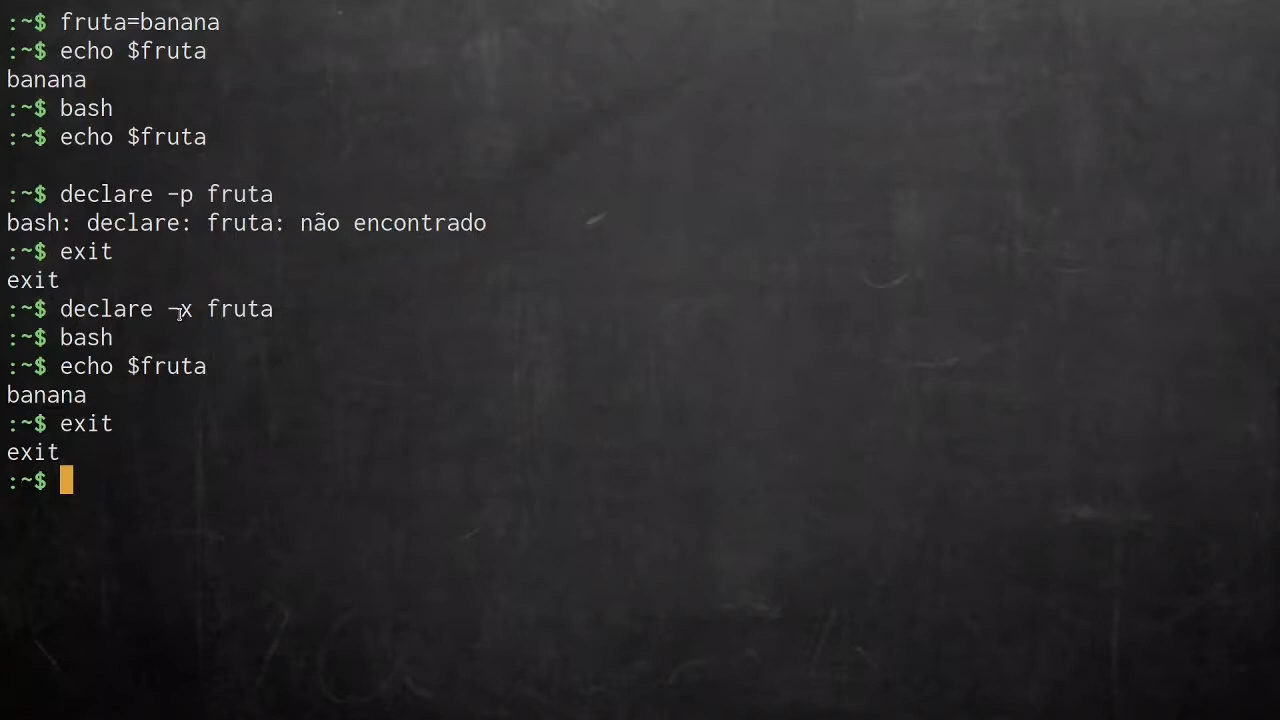 :~$ fruta=banana
:~$ echo $fruta
banana
:~$ bash
:~$ echo $fruta
:~$ declare -p fruta
bash: declare: fruta: não encontrado
:~$ exit
exit
:~$ declare -x fruta
:~$ bash
:~$ echo $fruta
banana
:~$ exit
exit
:~$